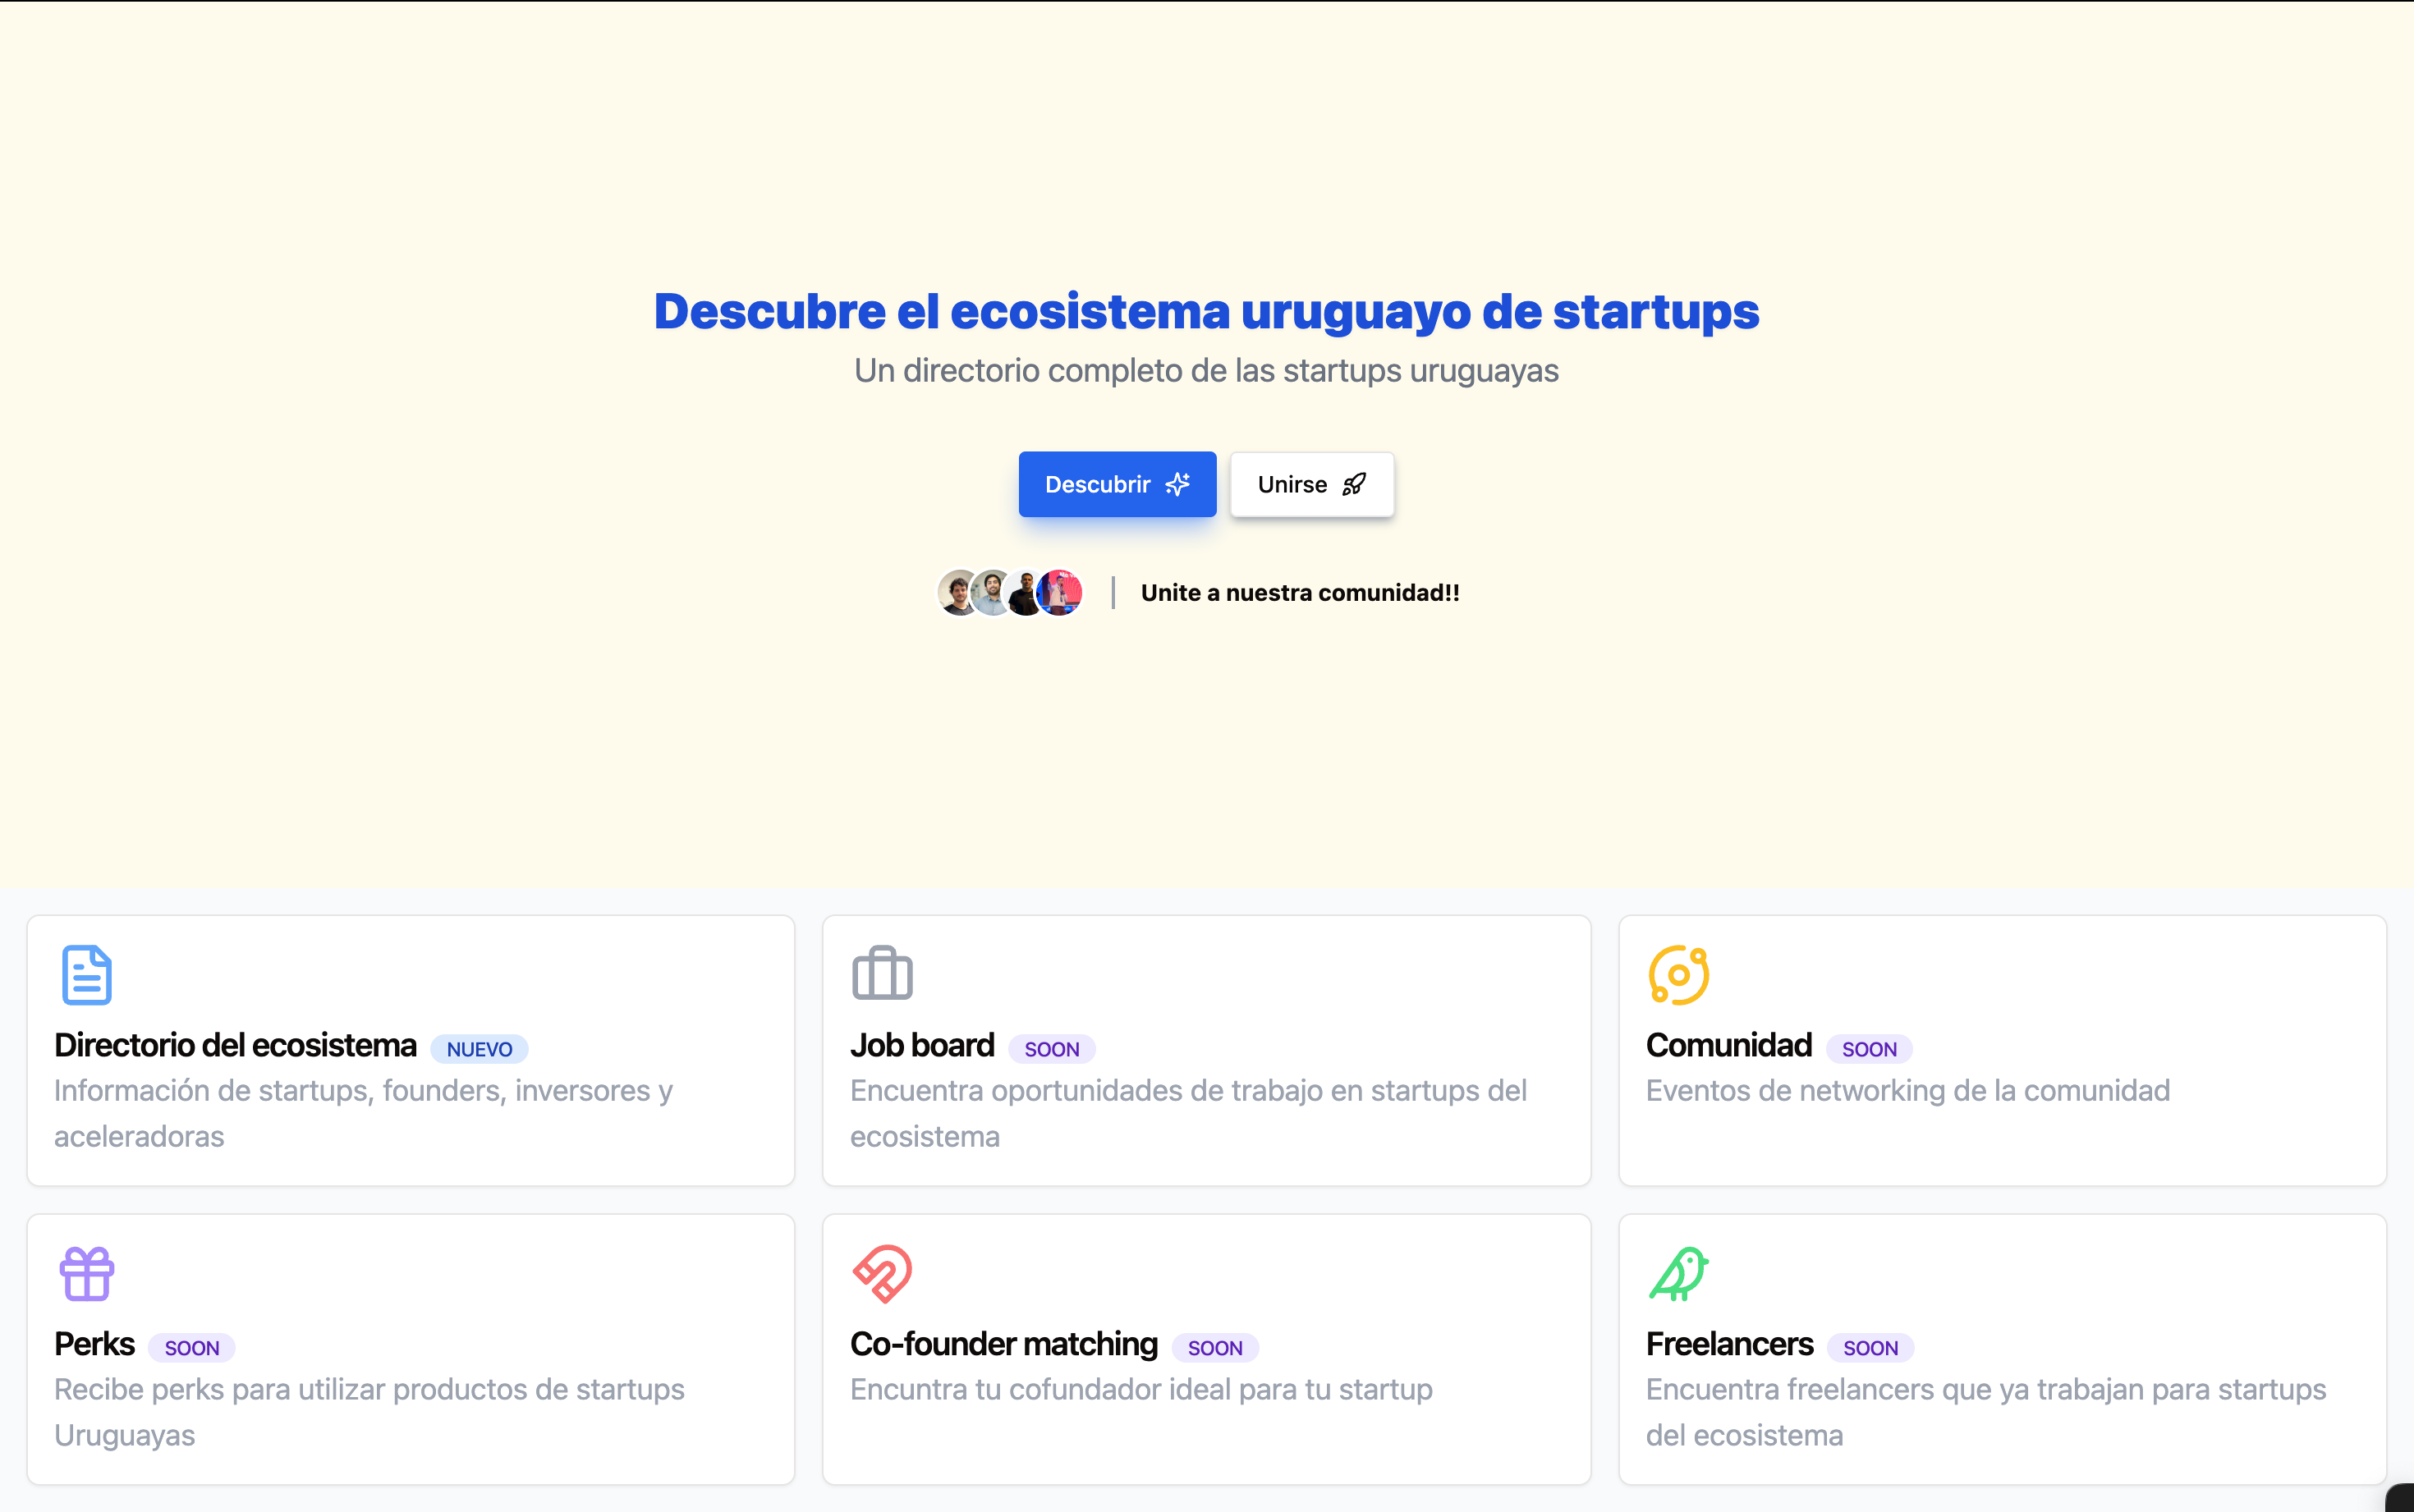 Descubre el ecosistema uruguayo de startups
Un directorio completo de las startups uruguayas
Descubrir
Unirse
Unite a nuestra comunidad!!
Directorio del ecosistema NUEVO
Información de startups, founders, inversores y
aceleradoras
Job board SOON
Encuentra oportunidades de trabajo en startups del
ecosistema
Comunidad SOON
Eventos de networking de la comunidad
Perks SOON
Recibe perks para utilizar productos de startups
Uruguayas
Co-founder matching SOON
Encuntra tu cofundador ideal para tu startup
Freelancers SOON
Encuentra freelancers que ya trabajan para startups
del ecosistema